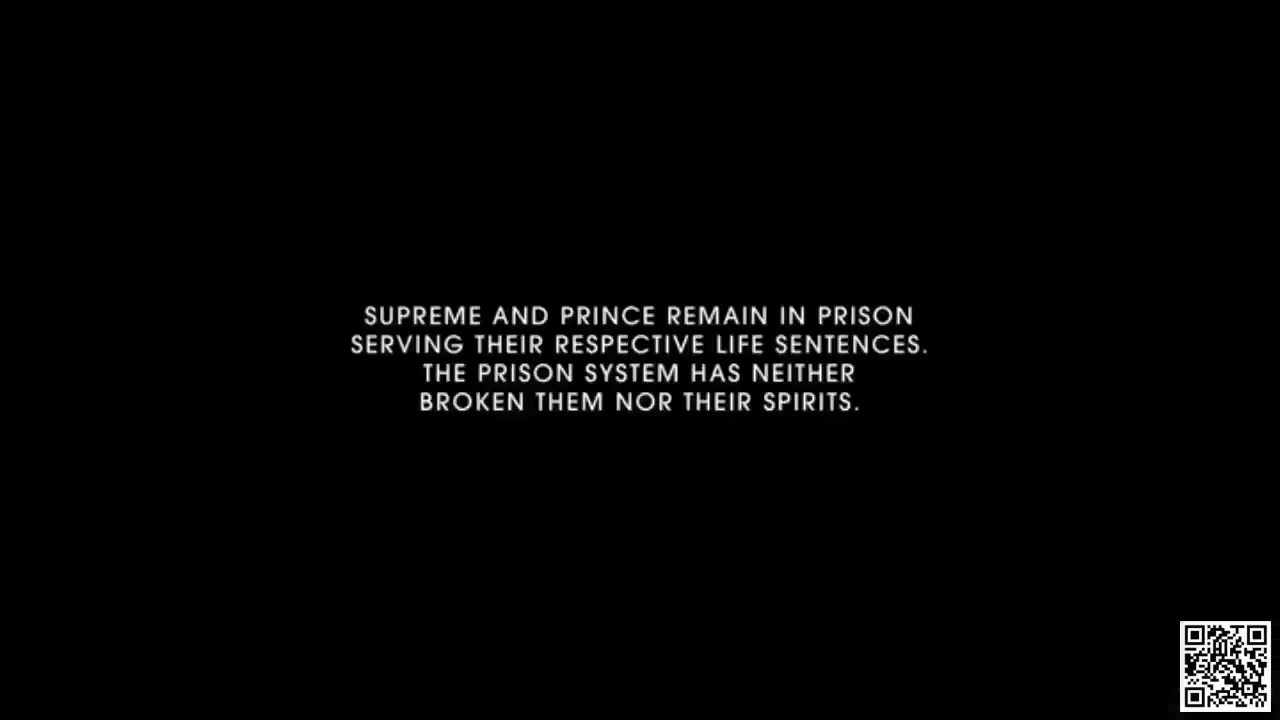 SUPREME AND PRINCE REMAIN IN PRISON
SERVING THEIR RESPECTIVE LIFE SENTENCES.
THE PRISON SYSTEM HAS NEITHER
BROKEN THEM NOR THEIR SPIRITS.